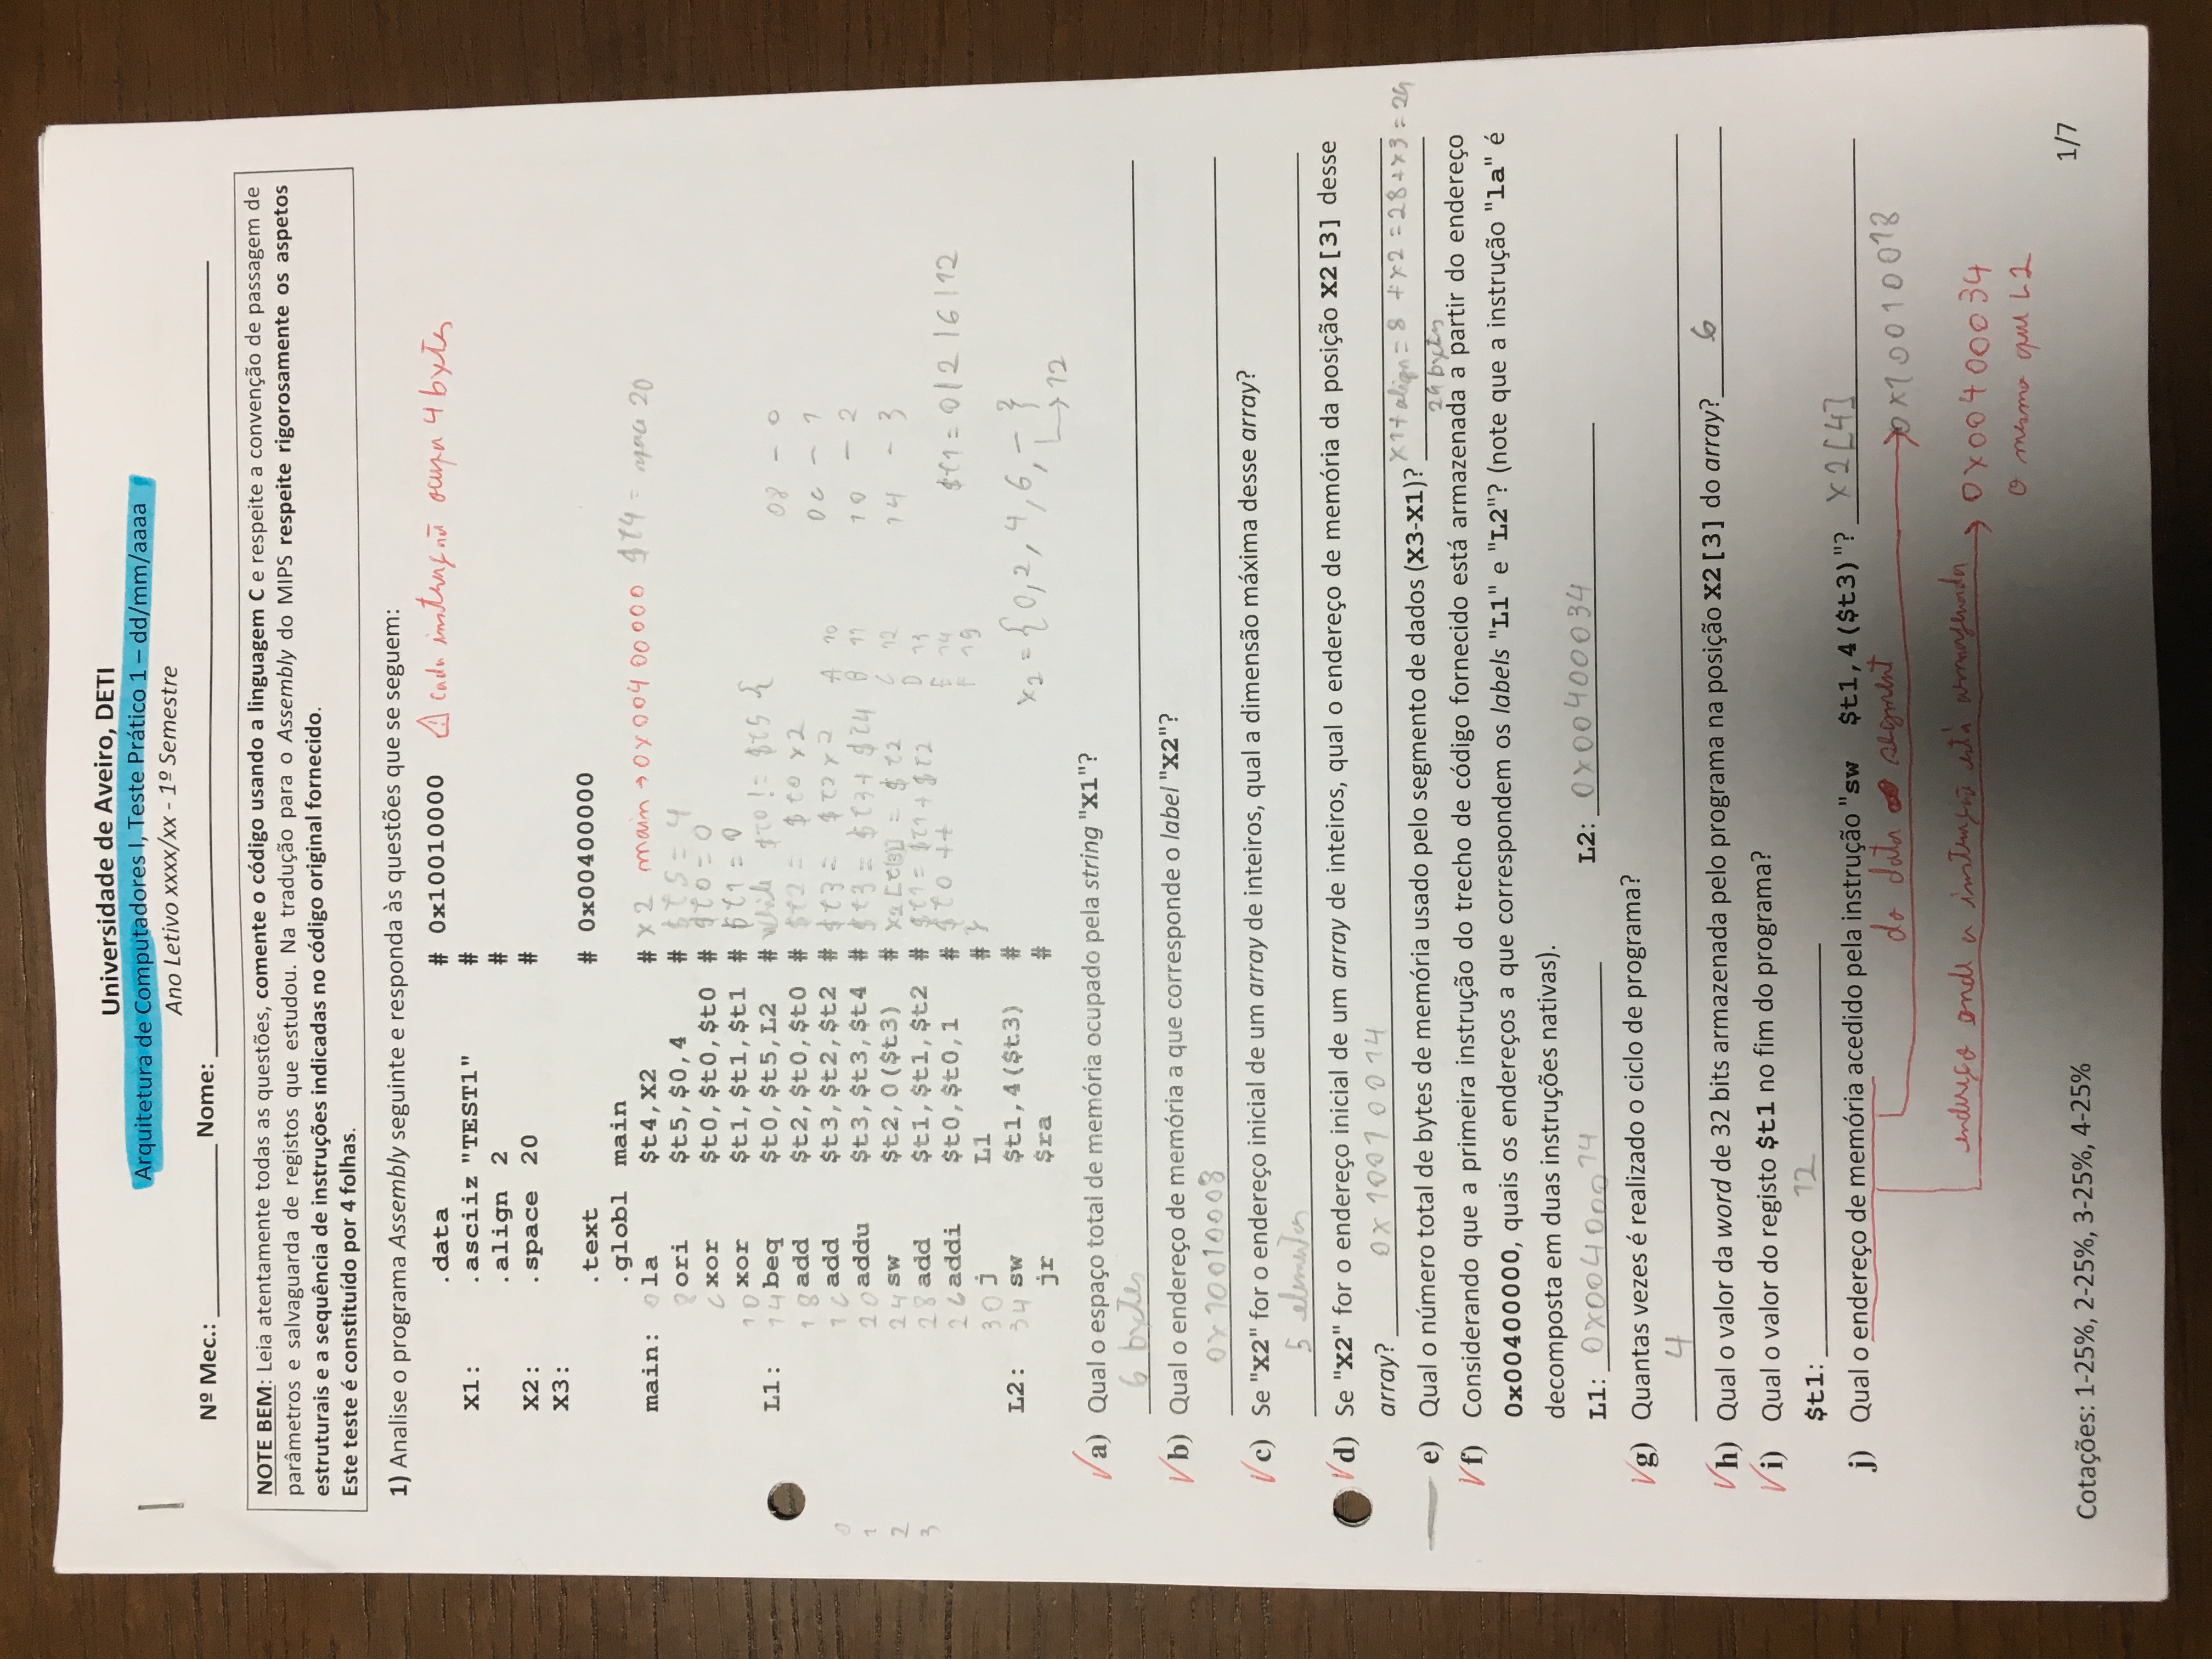 Universidade de Aveiro, DETI
Arquitetura de Computadores I, Teste Prático 1 – dd/mm/aaaa
Ano Letivo xxxx/xx - 1º Semestre
Nº Mec.: Nome:
NOTE BEM: Leia atentamente todas as questões, comente o código usando a linguagem C e respeite a convenção de passagem de
parâmetros e salvaguarda de registos que estudou. Na tradução para o Assembly do MIPS respeite rigorosamente os aspetos
estruturais e a sequência de instruções indicadas no código original fornecido.
Este teste é constituído por 4 folhas.
1) Analise o programa Assembly seguinte e responda às questões que se seguem:
.data # 0x10010000 ⚠ cada instrução ocupa 4 bytes
X1: .asciiz "TEST1" #
.align 2 #
X2: .space 20 #
X3:
.text # 0x00400000
.globl main
main: 0 la $t4,X2 # x2 main → 0x00400000 $t4 = space 20
8 ori $t5,$0,4 # $t5 = 4
C xor $t0,$t0,$t0 # $t0 = 0
10 xor $t1,$t1,$t1 # $t1 = 0
L1: 14 beq $t0,$t5,L2 # while $t0 != $t5 { 08 - 0
18 add $t2,$t0,$t0 # $t2 = $t0 x2 0c - 1
0 1C add $t3,$t2,$t2 # $t3 = $t2 x 2 A 10
1 20 addu $t3,$t3,$t4 # $t3 = $t3 + $t4 B 11 10 - 2
2 24 sw $t2,0($t3) # x2[t(3)] = $t2 C 12 14 - 3
3 28 add $t1,$t1,$t2 # $t1 = $t1 + $t2 D 13
2C addi $t0,$t0,1 # $t0 ++ E 14 $t1 = 0|2|6|12
30 j L1 # } F 15
L2: 34 sw $t1,4($t3) # x2 = {0,2,4,6,- }
jr $ra # → 12
a) Qual o espaço total de memória ocupado pela string "X1"?
6 bytes
b) Qual o endereço de memória a que corresponde o label "X2"?
0x10010008
c) Se "X2" for o endereço inicial de um array de inteiros, qual a dimensão máxima desse array?
5 elementos
d) Se "X2" for o endereço inicial de um array de inteiros, qual o endereço de memória da posição X2[3] desse
array? 0x10010014
e) Qual o número total de bytes de memória usado pelo segmento de dados (X3-X1)? x1+align = 8 +x2 = 28 +x3 = 29
29 bytes
f) Considerando que a primeira instrução do trecho de código fornecido está armazenada a partir do endereço
0x00400000, quais os endereços a que correspondem os labels "L1" e "L2"? (note que a instrução "la" é
decomposta em duas instruções nativas).
L1: 0x00400014 L2: 0x00400034
g) Quantas vezes é realizado o ciclo de programa?
4
h) Qual o valor da word de 32 bits armazenada pelo programa na posição X2[3] do array? 6
i) Qual o valor do registo $t1 no fim do programa?
$t1: 12
j) Qual o endereço de memória acedido pela instrução "sw $t1,4($t3)"? x2[4]
do data segment 0x10010018
endereço onde a instrução está armazenada → 0x00400034
o mesmo que L2
Cotações: 1-25%, 2-25%, 3-25%, 4-25% 1/7